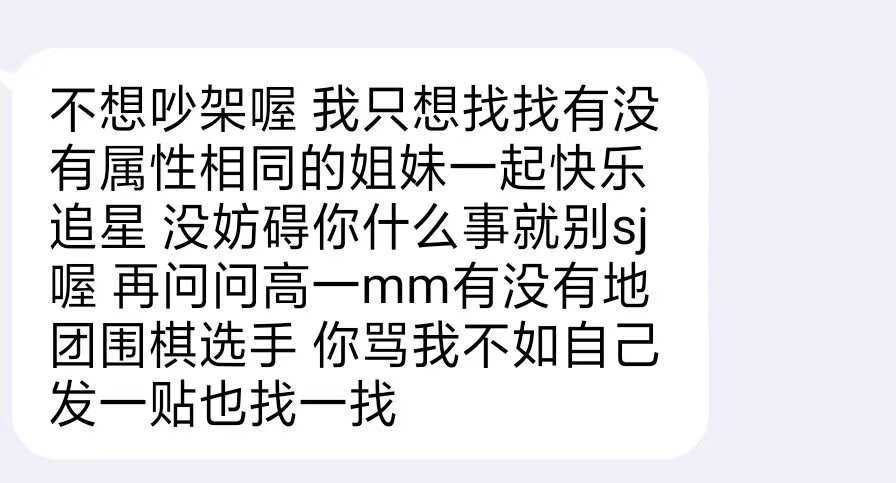 不想吵架喔 我只想找找有没
有属性相同的姐妹一起快乐
追星 没妨碍你什么事就别sj
喔 再问问高一mm有没有地
团围棋选手 你骂我不如自己
发一贴也找一找